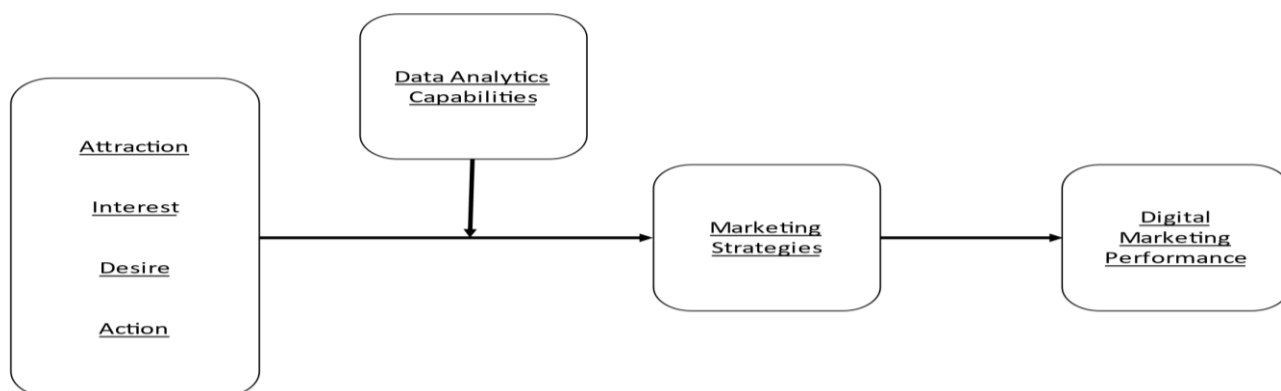 Data Analytics
Capabilities
Attraction
Interest
Desire
Action
Marketing
Strategies
Digital
Marketing
Performance